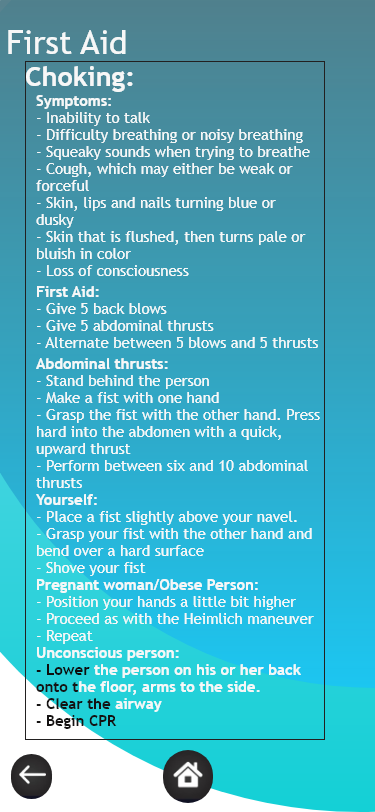 First Aid
Choking:
Symptoms:
- Inability to talk
- Difficulty breathing or noisy breathing
- Squeaky sounds when trying to breathe
- Cough, which may either be weak or
forceful
- Skin, lips and nails turning blue or
dusky
- Skin that is flushed, then turns pale or
bluish in color
- Loss of consciousness
First Aid:
- Give 5 back blows
- Give 5 abdominal thrusts
- Alternate between 5 blows and 5 thrusts
Abdominal thrusts:
- Stand behind the person
- Make a fist with one hand
- Grasp the fist with the other hand. Press
hard into the abdomen with a quick,
upward thrust
- Perform between six and 10 abdominal
thrusts
Yourself:
- Place a fist slightly above your navel.
- Grasp your fist with the other hand and
bend over a hard surface
- Shove your fist
Pregnant woman/Obese Person:
- Position your hands a little bit higher
- Proceed as with the Heimlich maneuver
- Repeat
Unconscious person:
- Lower the person on his or her back
onto the floor, arms to the side.
- Clear the airway
- Begin CPR